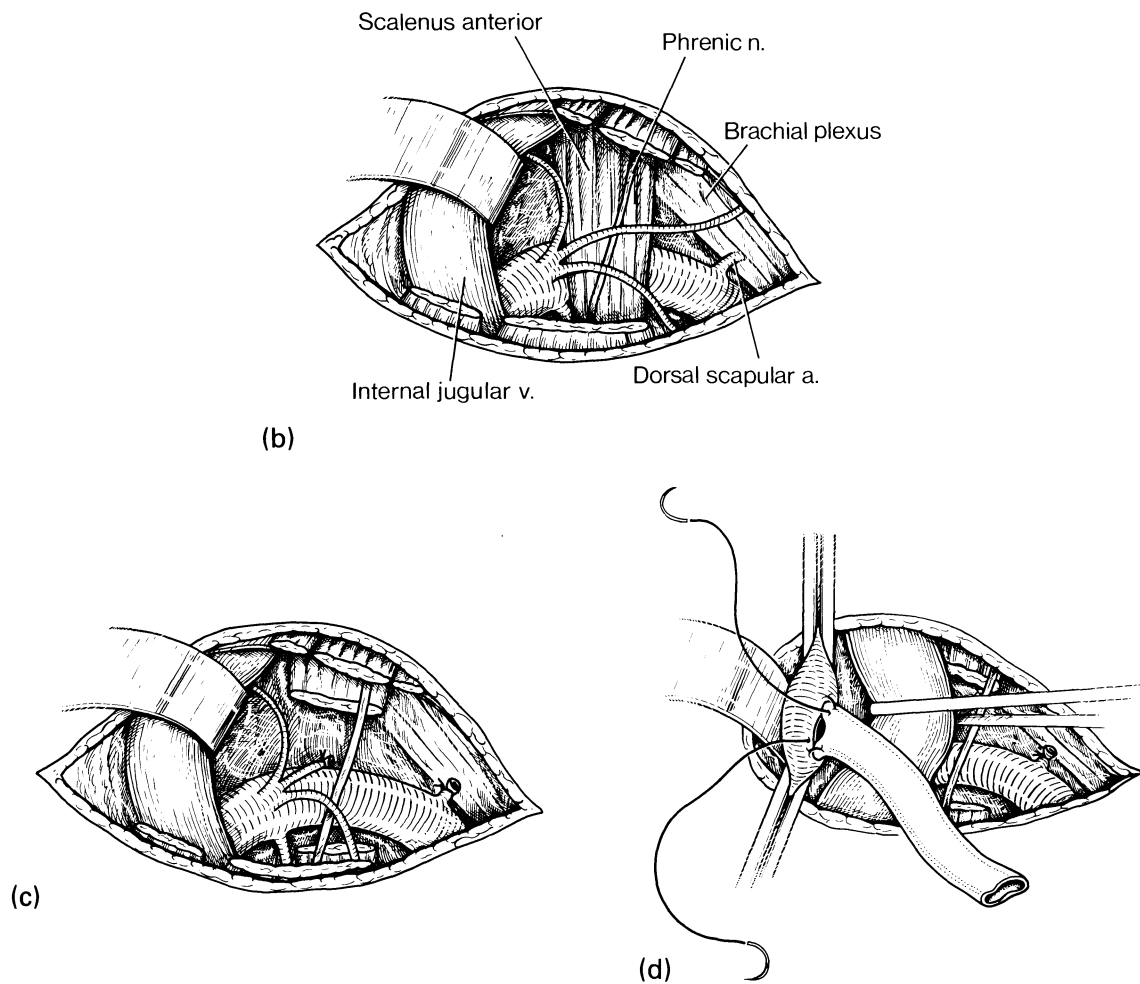 Scalenus anterior
Phrenic n.
Brachial plexus
Internal jugular v.
Dorsal scapular a.
(b)
(c)
(d)